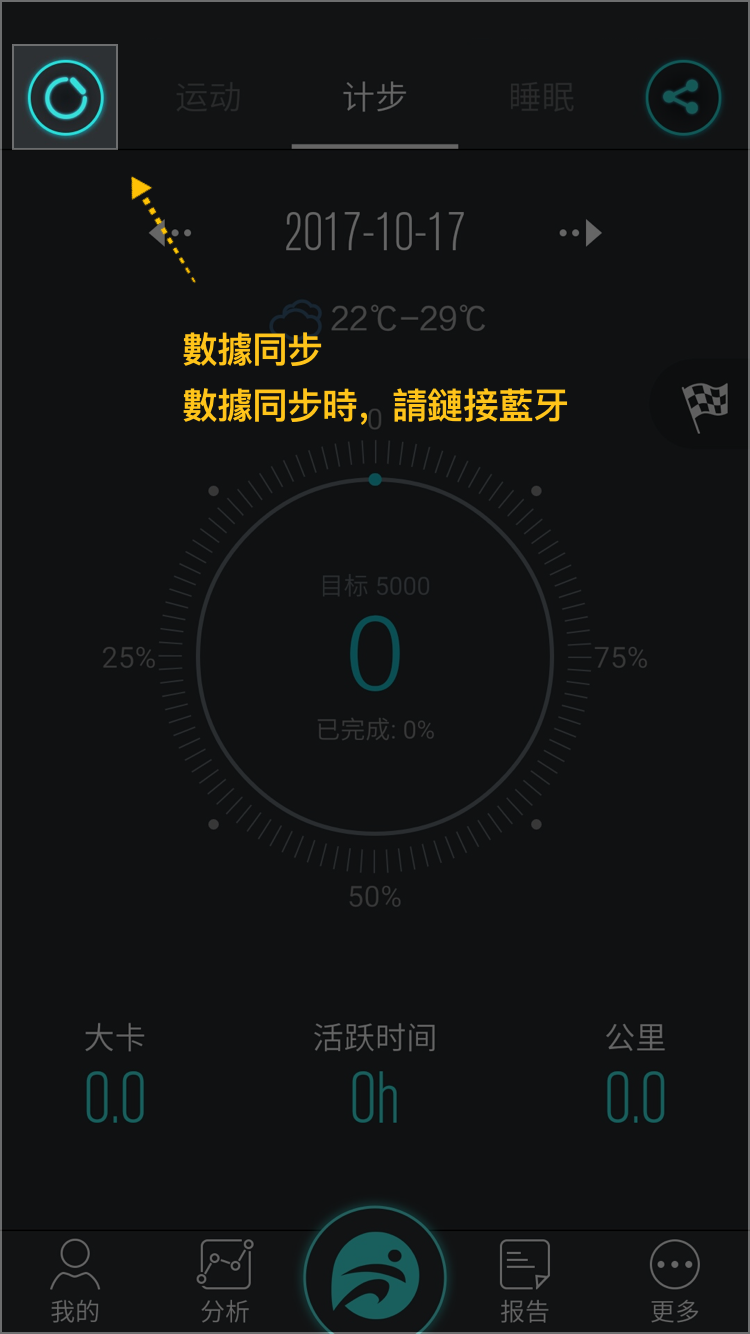 运动 计步 睡眠
2017-10-17
22℃-29℃
數據同步
數據同步時，請鏈接藍牙
0
目标 5000
25% 0 75%
已完成: 0%
50%
大卡 活跃时间 公里
0.0 0h 0.0
我的 分析 报告 更多